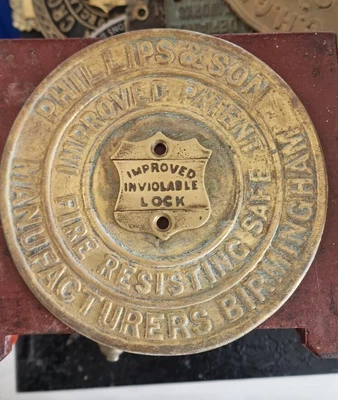 PHILLIPS & SON
MANUFACTURERS BIRMINGHAM
IMPROVED PATENT
FIRE RESISTING SAFE
IMPROVED
INVIOLABLE
LOCK